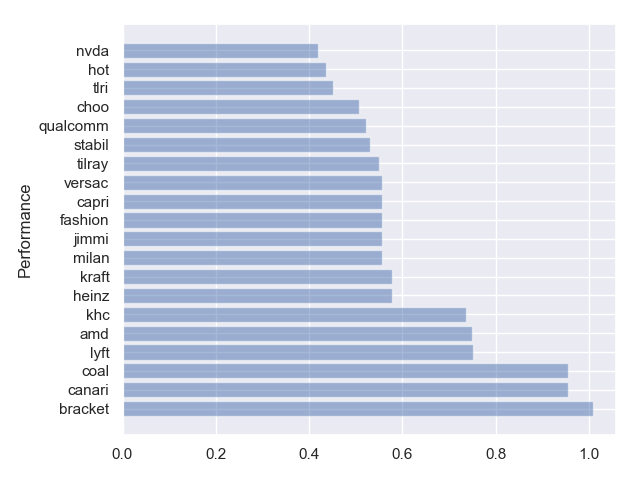 nvda
hot
tlri
choo
qualcomm
stabil
tilray
versac
capri
fashion
jimmi
milan
kraft
heinz
khc
amd
lyft
coal
canari
bracket
Performance
0.0 0.2 0.4 0.6 0.8 1.0